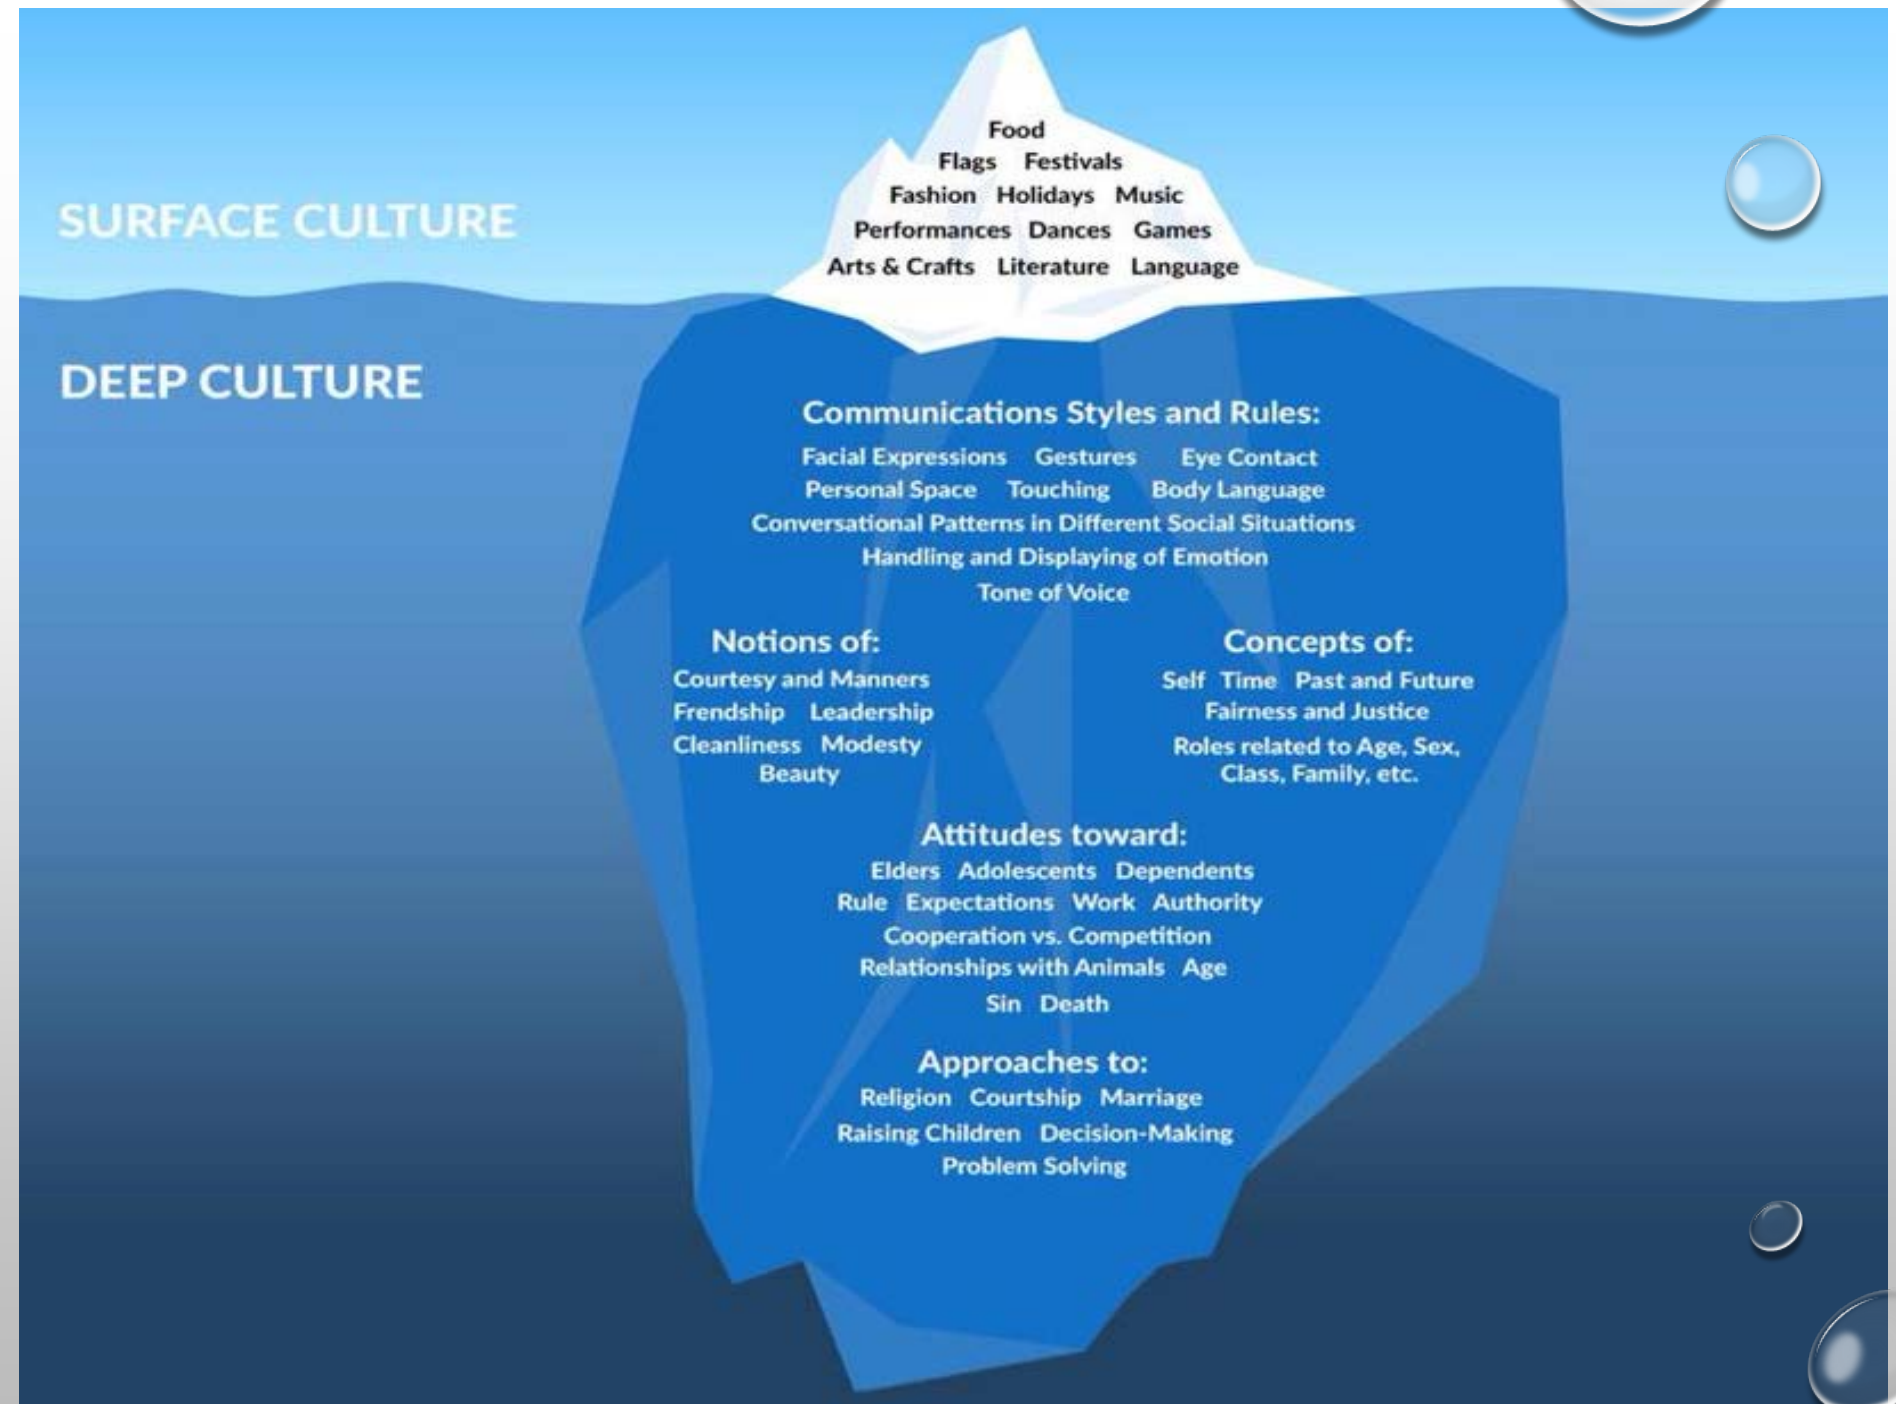 Food
Flags Festivals
Fashion Holidays Music
Performances Dances Games
Arts & Crafts Literature Language
SURFACE CULTURE
DEEP CULTURE
Communications Styles and Rules:
Facial Expressions Gestures Eye Contact
Personal Space Touching Body Language
Conversational Patterns in Different Social Situations
Handling and Displaying of Emotion
Tone of Voice
Notions of:
Courtesy and Manners
Frendship Leadership
Cleanliness Modesty
Beauty
Concepts of:
Self Time Past and Future
Fairness and Justice
Roles related to Age, Sex,
Class, Family, etc.
Attitudes toward:
Elders Adolescents Dependents
Rule Expectations Work Authority
Cooperation vs. Competition
Relationships with Animals Age
Sin Death
Approaches to:
Religion Courtship Marriage
Raising Children Decision-Making
Problem Solving